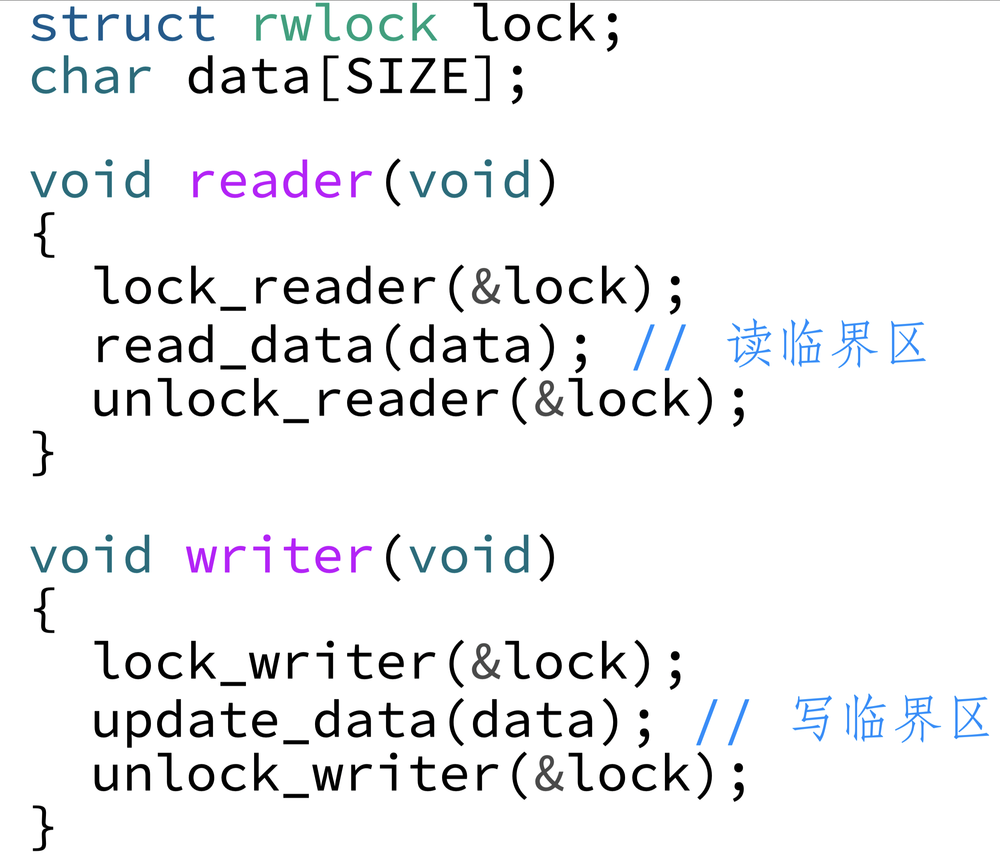 struct rwlock lock;
char data[SIZE];
void reader(void)
{
lock_reader(&lock);
read_data(data); // 读临界区
unlock_reader(&lock);
}
void writer(void)
{
lock_writer(&lock);
update_data(data); // 写临界区
unlock_writer(&lock);
}